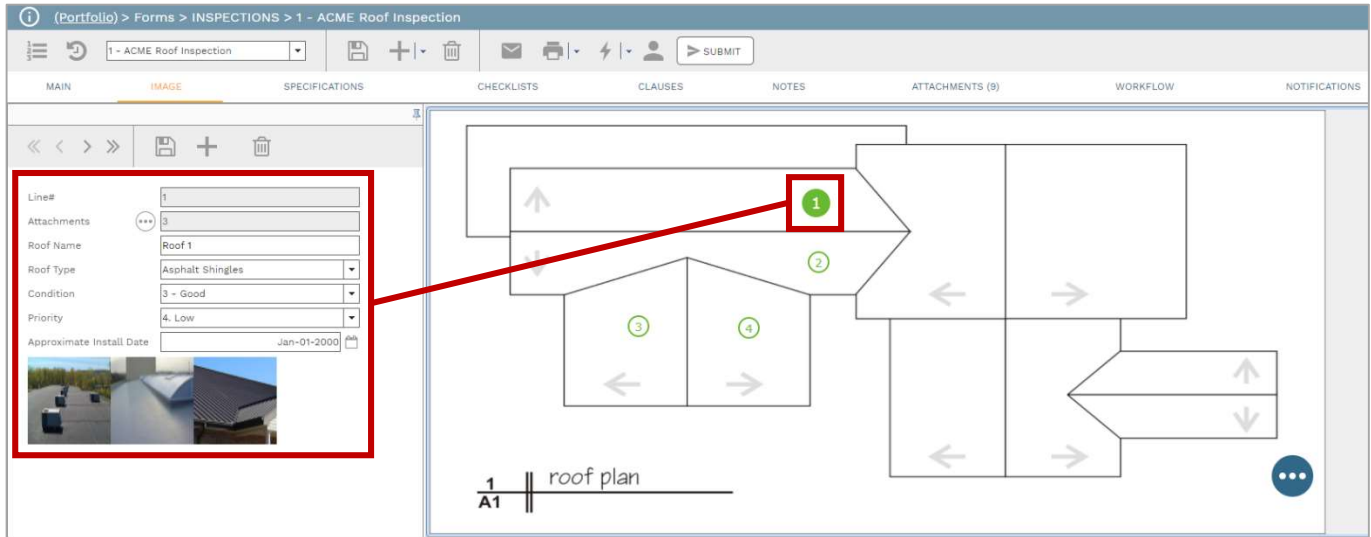 (Portfolio) > Forms > INSPECTIONS > 1 - ACME Roof Inspection
1 - ACME Roof Inspection
SUBMIT
MAIN IMAGE SPECIFICATIONS CHECKLISTS CLAUSES NOTES ATTACHMENTS (9) WORKFLOW NOTIFICATIONS
Line# 1
Attachments 3
Roof Name Roof 1
Roof Type Asphalt Shingles
Condition 3 - Good
Priority 4. Low
Approximate Install Date Jan-01-2000
1
2
3 4
1 roof plan
A1